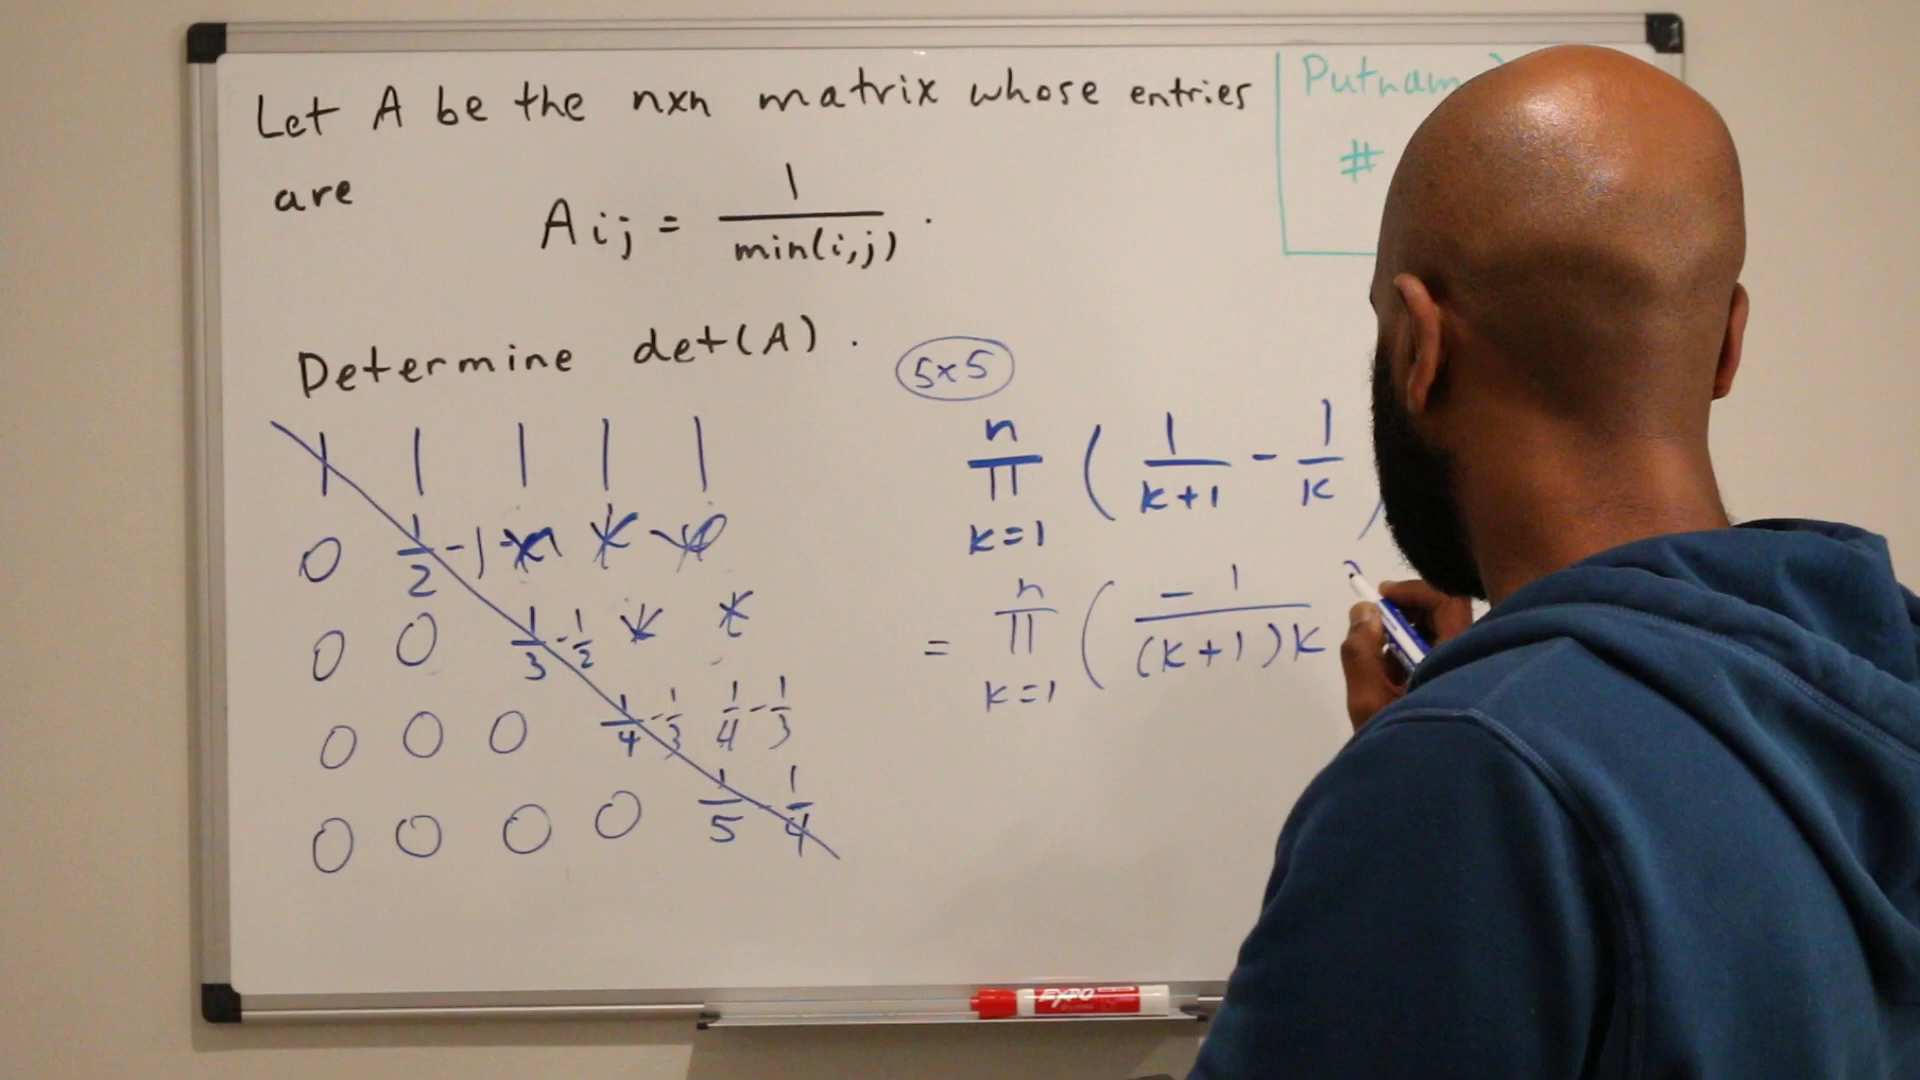 Let A be the nxn matrix whose entries
are
Aij = 1/min(i,j) .
Determine det(A) .
Putnam
#
5x5
1 1 1 1 1
0 1/2 - 1
0 0 1/3 - 1/2 * *
0 0 0 1/4 - 1/3 1/4 - 1/3
0 0 0 0 1/5 - 1/4
n
∏ ( 1/k+1 - 1/k )
k=1
n
= ∏ ( -1/(k+1)k
k=1
EXPO